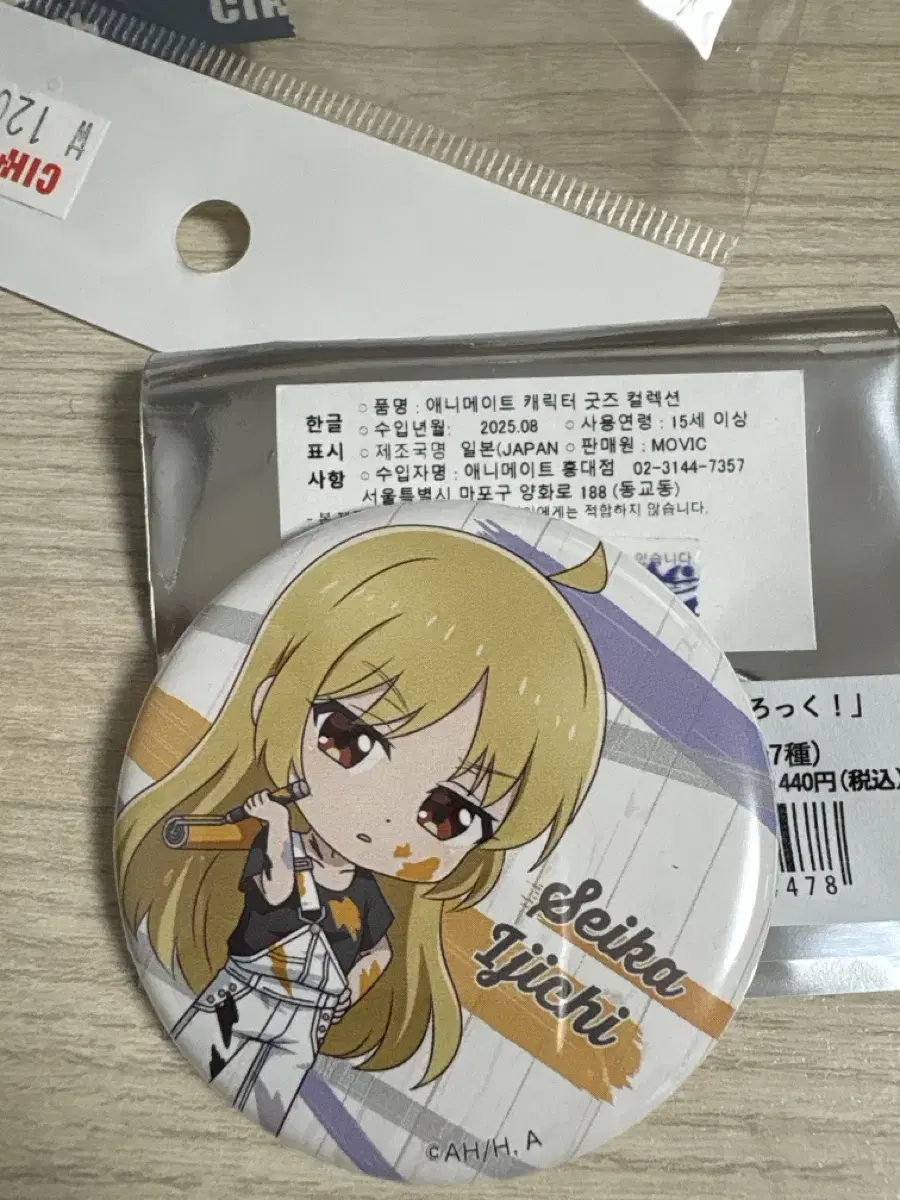 CIR
₩ 120
한글
표시
사항
○ 품명 : 애니메이트 캐릭터 굿즈 컬렉션
○ 수입년월: 2025.08 ○ 사용연령 : 15세 이상
○ 제조국명 일본(JAPAN ○ 판매원 : MOVIC
○ 수입자명 : 애니메이트 홍대점 02-3144-7357
서울특별시 마포구 양화로 188 (동교동)
에게는 적합하지 않습니다.
있습니다
ろっく！」
7種)
440円(税込)
478
Seika
Ijichi
©AH/H, A